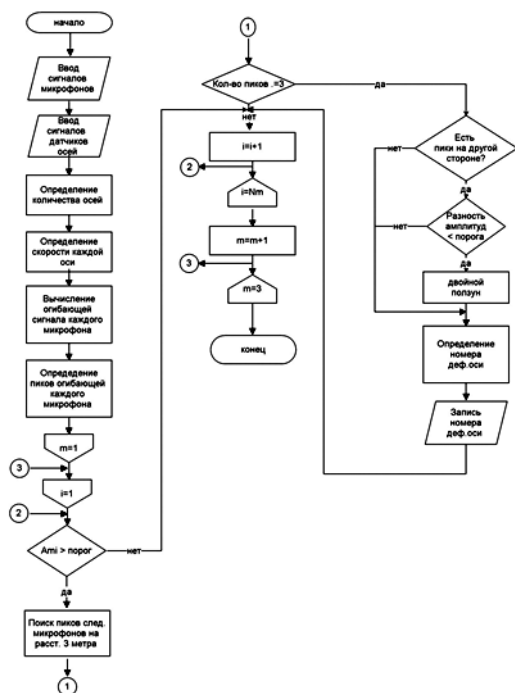 начало
Ввод
сигналов
микрофонов
Ввод
сигналов
датчиков
осей
Определение
количества осей
Определение
скорости каждой
оси
Вычисление
огибающей
сигнала каждого
микрофона
Определение
пиков огибающей
каждого
микрофона
m=1
3
i=1
2
Ami > порог
нет
да
Поиск пиков след.
микрофонов на
расст. 3 метра
1
1
Кол-во пиков .=3
да
нет
i=i+1
2
i=Nm
m=m+1
3
m=3
конец
Есть
пики на другой
стороне?
нет
да
Разность
амплитуд
< порога
нет
да
двойной
ползун
Определение
номера
деф.оси
Запись
номера
деф.оси